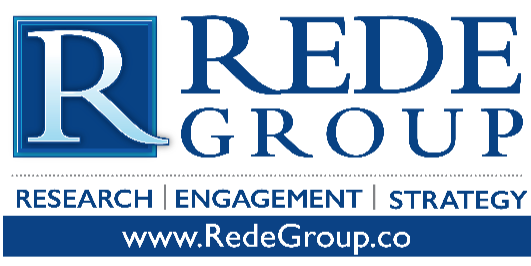 R REDE
GROUP
RESEARCH | ENGAGEMENT | STRATEGY
www.RedeGroup.co